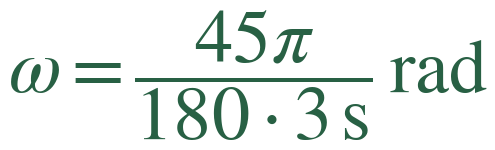 ω = 45π / (180 · 3 s) rad